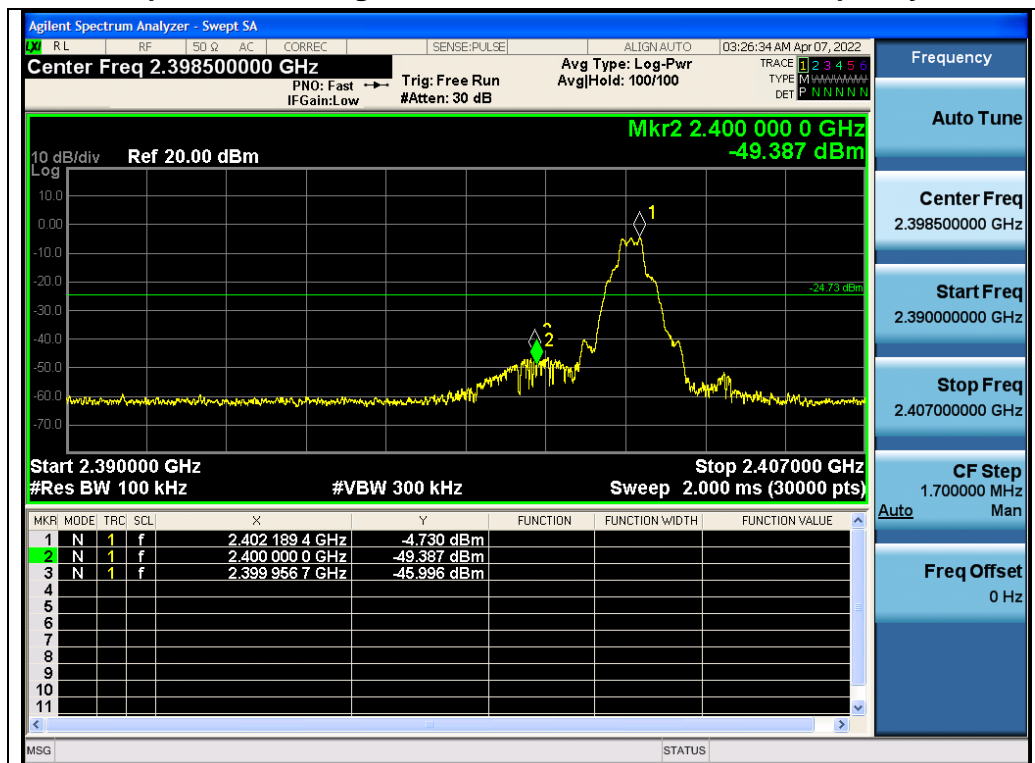 Agilent Spectrum Analyzer - Swept SA
LXI RL RF 50 Ω AC CORREC SENSE:PULSE ALIGN AUTO 03:26:34 AM Apr 07, 2022
Center Freq 2.398500000 GHz
PNO: Fast
IFGain:Low
Trig: Free Run
#Atten: 30 dB
Avg Type: Log-Pwr
Avg|Hold: 100/100
TRACE 1 2 3 4 5 6
TYPE M WWWWW
DET P N N N N N
Mkr2 2.400 000 0 GHz
-49.387 dBm
10 dB/div Ref 20.00 dBm
Log
10.0
0.00
-10.0
-20.0
-30.0
-40.0
-50.0
-60.0
-70.0
1
2
-24.73 dBm
Start 2.390000 GHz Stop 2.407000 GHz
#Res BW 100 kHz #VBW 300 kHz Sweep 2.000 ms (30000 pts)
MKR MODE TRC SCL X Y FUNCTION FUNCTION WIDTH FUNCTION VALUE
1 N 1 f 2.402 189 4 GHz -4.730 dBm
2 N 1 f 2.400 000 0 GHz -49.387 dBm
3 N 1 f 2.399 956 7 GHz -45.996 dBm
4
5
6
7
8
9
10
11
MSG STATUS
Frequency
Auto Tune
Center Freq
2.398500000 GHz
Start Freq
2.390000000 GHz
Stop Freq
2.407000000 GHz
CF Step
1.700000 MHz
Auto Man
Freq Offset
0 Hz